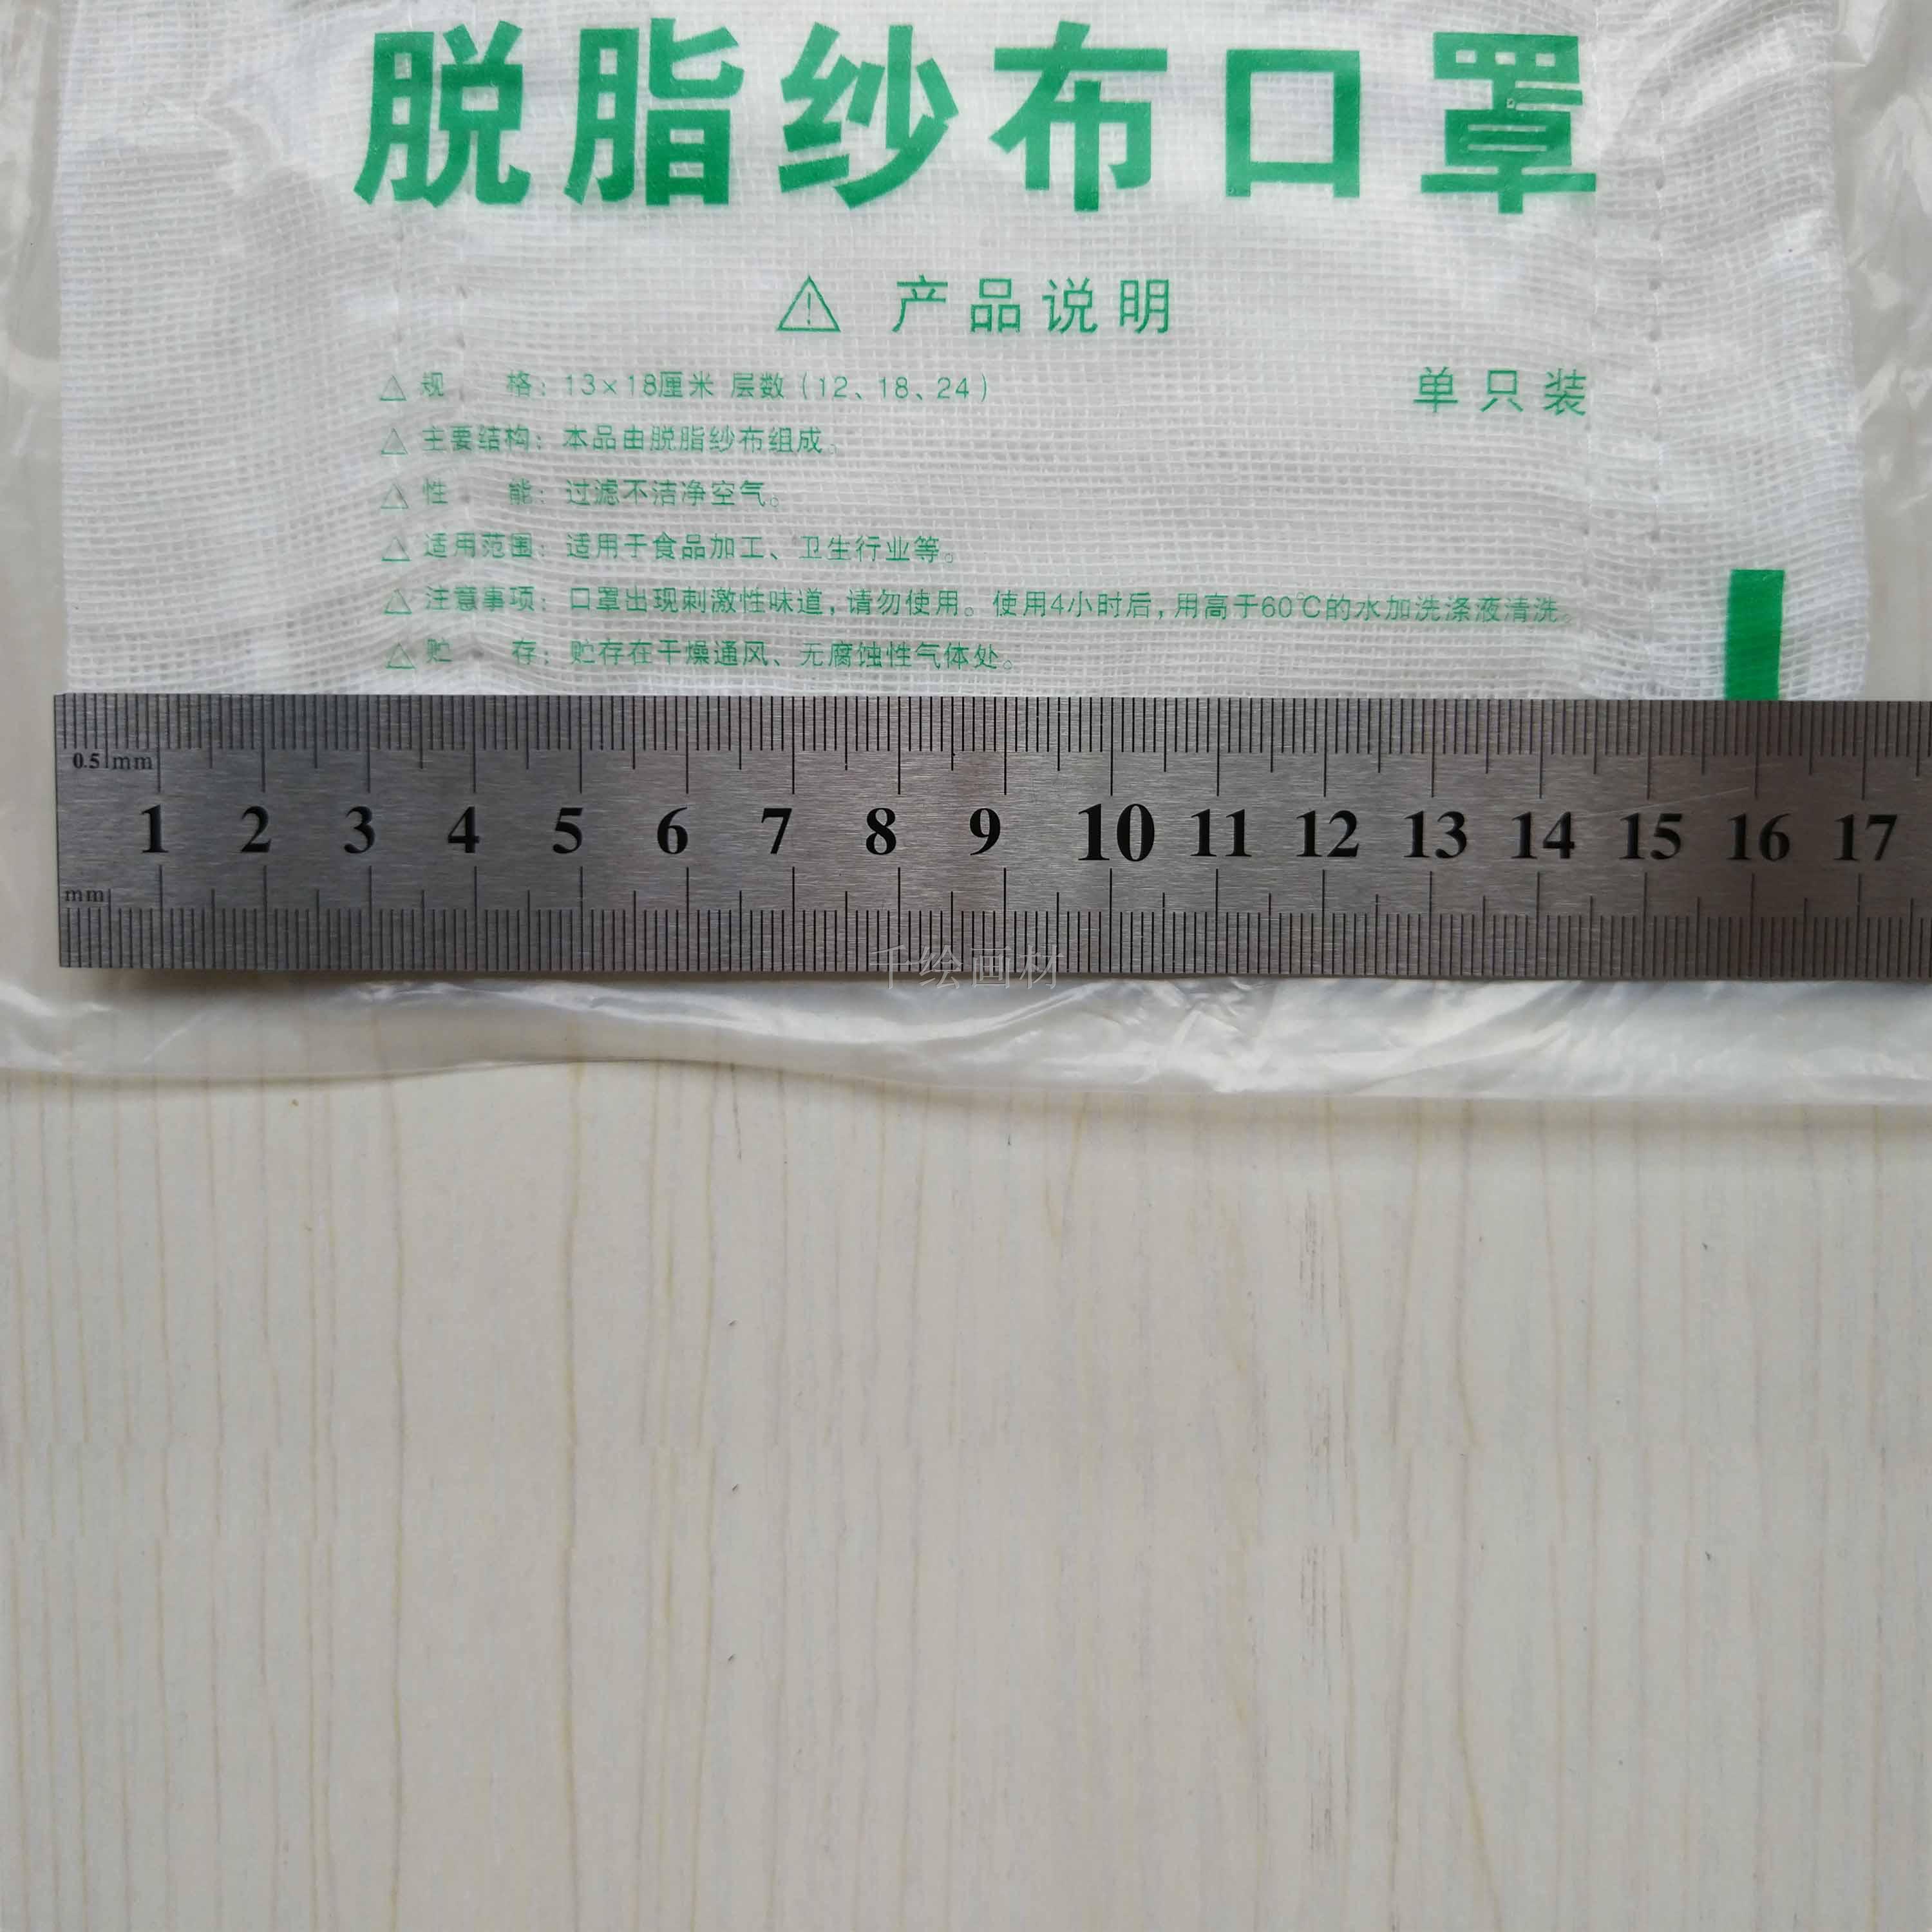 脱脂纱布口罩
产品说明
规 格：13×18厘米 层数（12、18、24）
单只装
主要结构：本品由脱脂纱布组成。
性 能：过滤不洁净空气。
适用范围：适用于食品加工、卫生行业等。
注意事项：口罩出现刺激性味道，请勿使用。使用4小时后，用高于60℃的水加洗涤液清洗。
贮 存：贮存在干燥通风、无腐蚀性气体处。
0.5 mm
1 2 3 4 5 6 7 8 9 10 11 12 13 14 15 16 17
mm
千绘画材